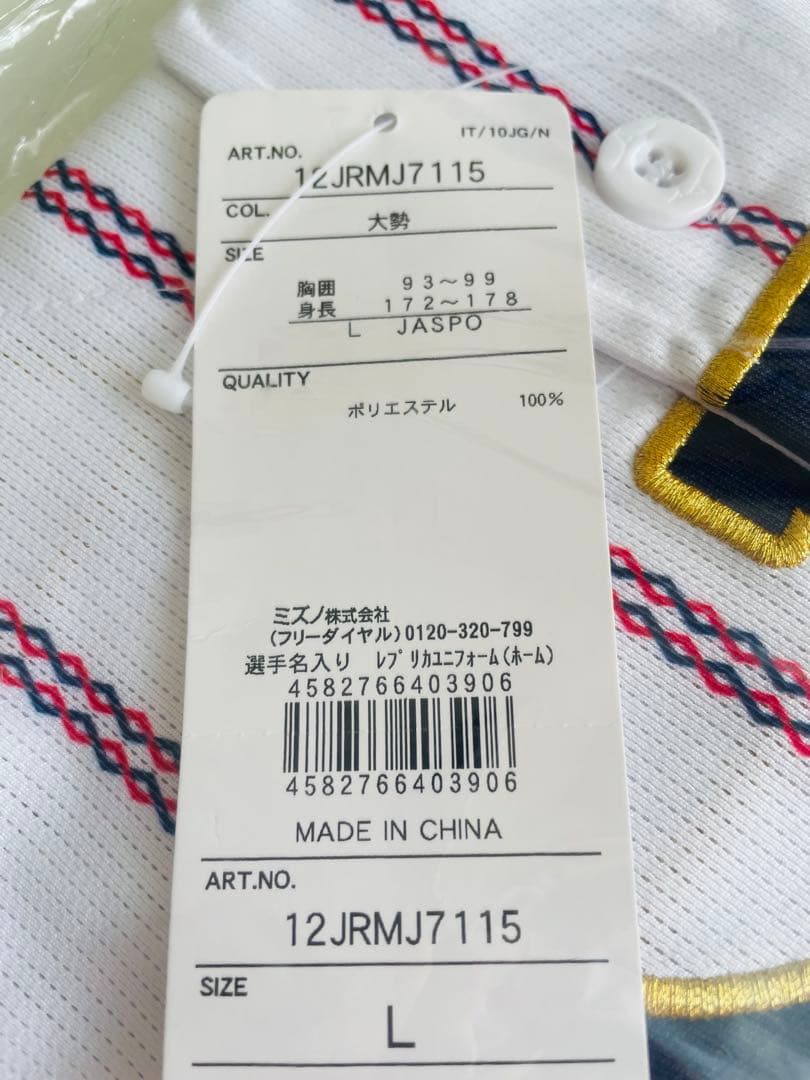 IT/10JG/N
ART.NO.
12JRMJ7115
COL.
大勢
SIZE
胸囲 93～99
身長 172～178
L JASPO
QUALITY
ポリエステル 100%
ミズノ株式会社
(フリーダイヤル)0120-320-799
選手名入り ﾚﾌﾟﾘｶﾕﾆﾌｫｰﾑ(ﾎｰﾑ)
4582766403906
4582766403906
MADE IN CHINA
ART.NO.
12JRMJ7115
SIZE
L